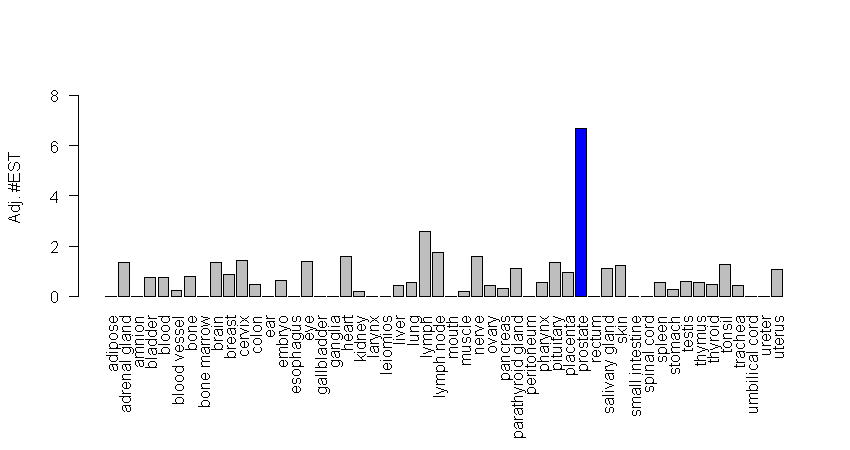 8
6
4
2
0
Adj. #EST
adipose
adrenal gland
amnion
bladder
blood
blood vessel
bone
bone marrow
brain
breast
cervix
colon
ear
embryo
esophagus
eye
gallbladder
ganglia
heart
kidney
larynx
leiomios
liver
lung
lymph
lymph node
mouth
muscle
nerve
ovary
pancreas
parathyroid gland
peritoneum
pharynx
pituitary
placenta
prostate
rectum
salivary gland
skin
small intestine
spinal cord
spleen
stomach
testis
thymus
thyroid
tonsil
trachea
umbilical cord
ureter
uterus